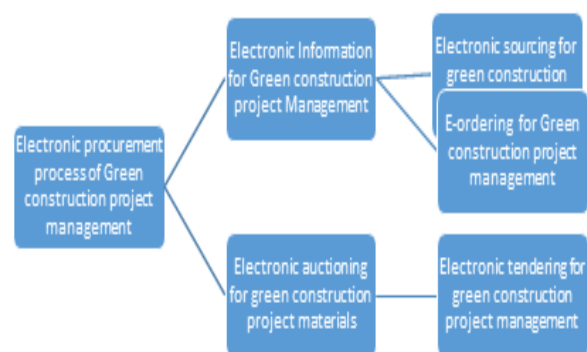 Electronic procurement
process of Green
construction project
management
Electronic Information
for Green construction
project Management
Electronic auctioning
for green construction
project materials
Electronic sourcing for
green construction
E-ordering for Green
construction project
management
Electronic tendering for
green construction
project management